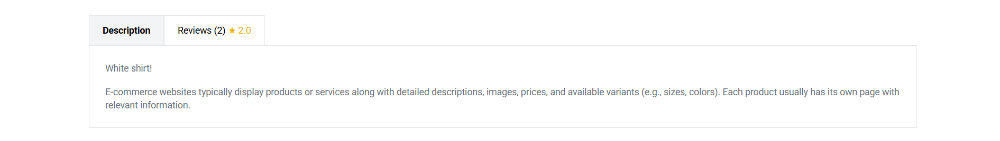 Description
Reviews (2) ★ 2.0
White shirt!
E-commerce websites typically display products or services along with detailed descriptions, images, prices, and available variants (e.g., sizes, colors). Each product usually has its own page with
relevant information.